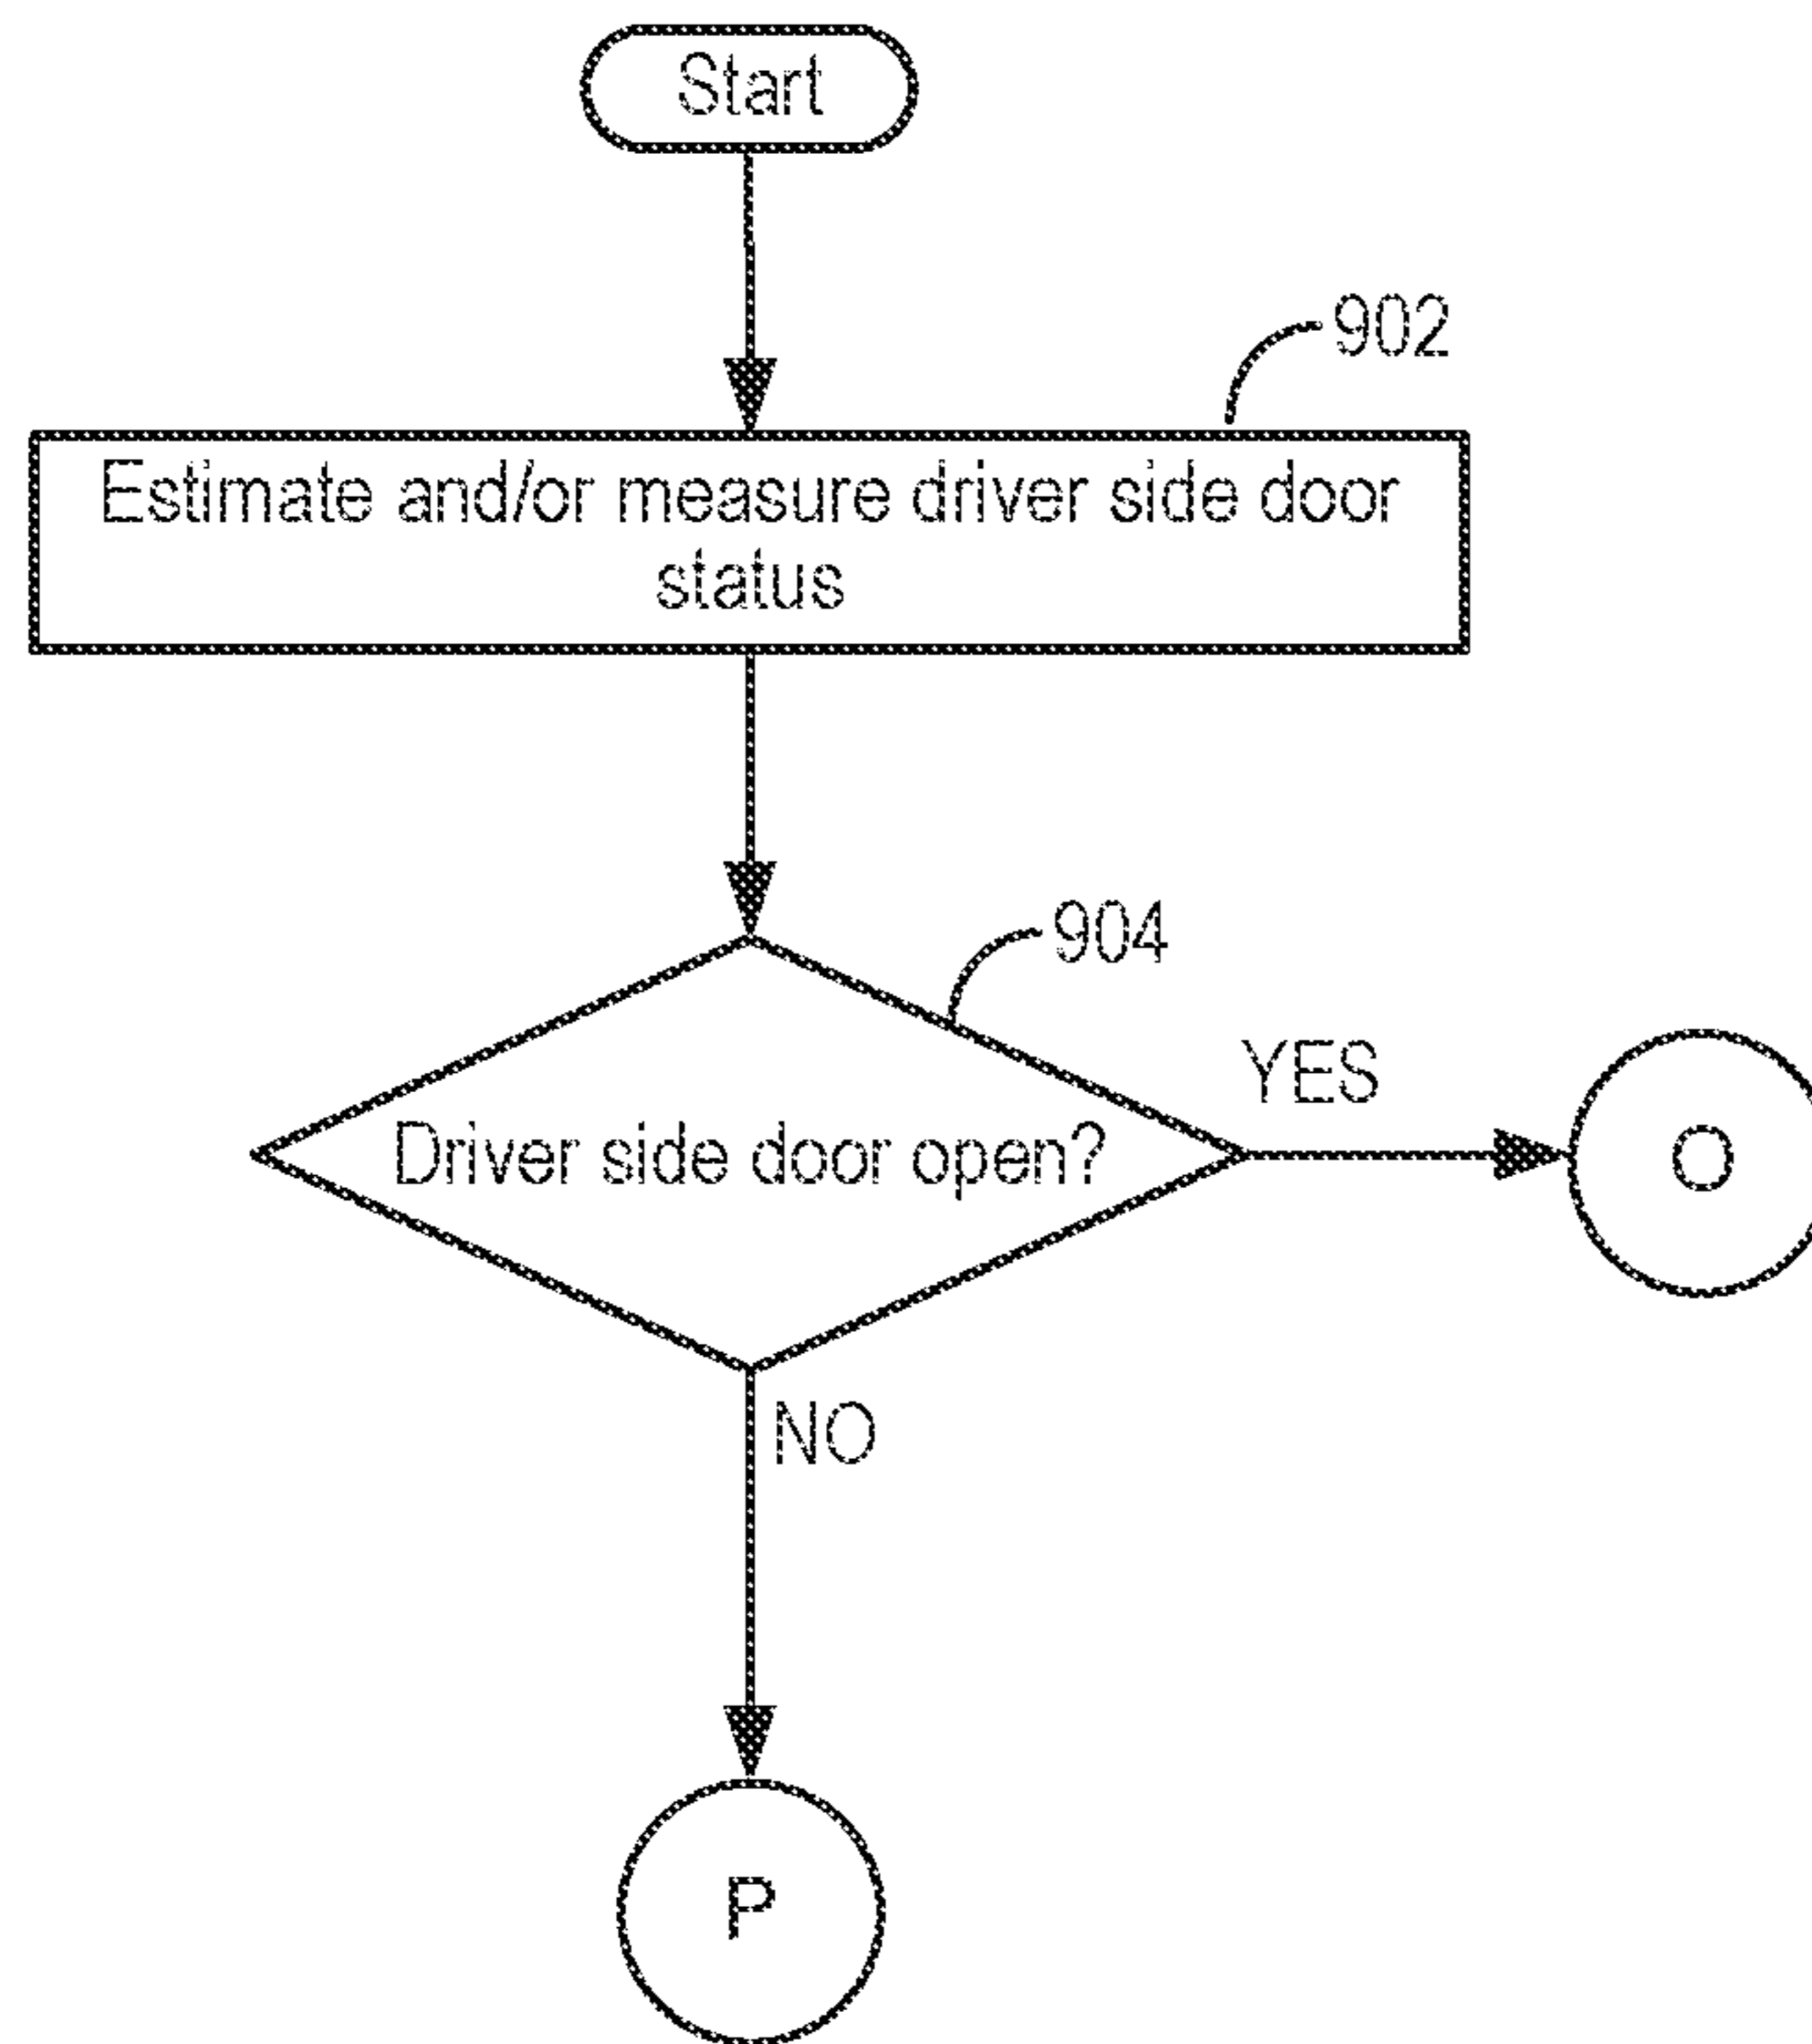 Start
902
Estimate and/or measure driver side door
status
904
YES
Driver side door open?
O
NO
P